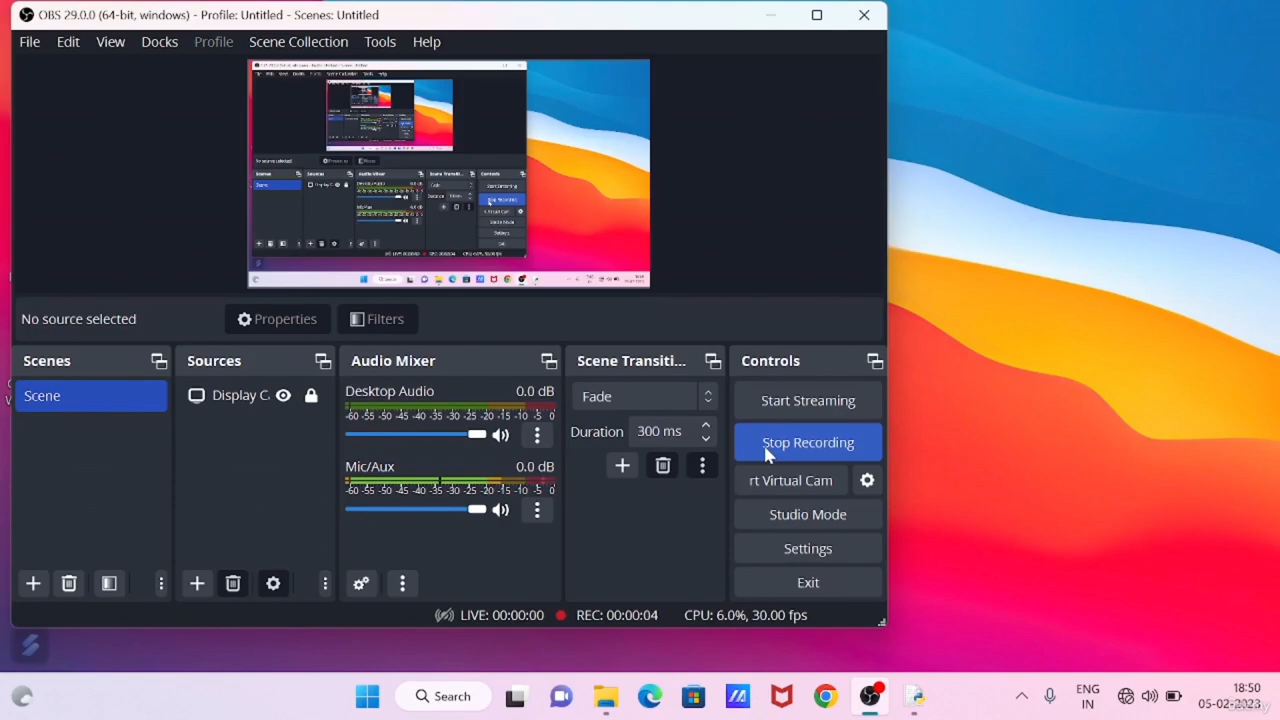 OBS 29.0.0 (64-bit, windows) - Profile: Untitled - Scenes: Untitled
File Edit View Docks Profile Scene Collection Tools Help
No source selected Properties Filters
Scenes
Scene
Sources
Display C
Audio Mixer
Desktop Audio 0.0 dB
-60 -55 -50 -45 -40 -35 -30 -25 -20 -15 -10 -5 0
Mic/Aux 0.0 dB
-60 -55 -50 -45 -40 -35 -30 -25 -20 -15 -10 -5 0
Scene Transiti...
Fade
Duration 300 ms
Controls
Start Streaming
Stop Recording
rt Virtual Cam
Studio Mode
Settings
Exit
LIVE: 00:00:00 REC: 00:00:04 CPU: 6.0%, 30.00 fps
Search
ENG
IN
18:50
05-02-2023